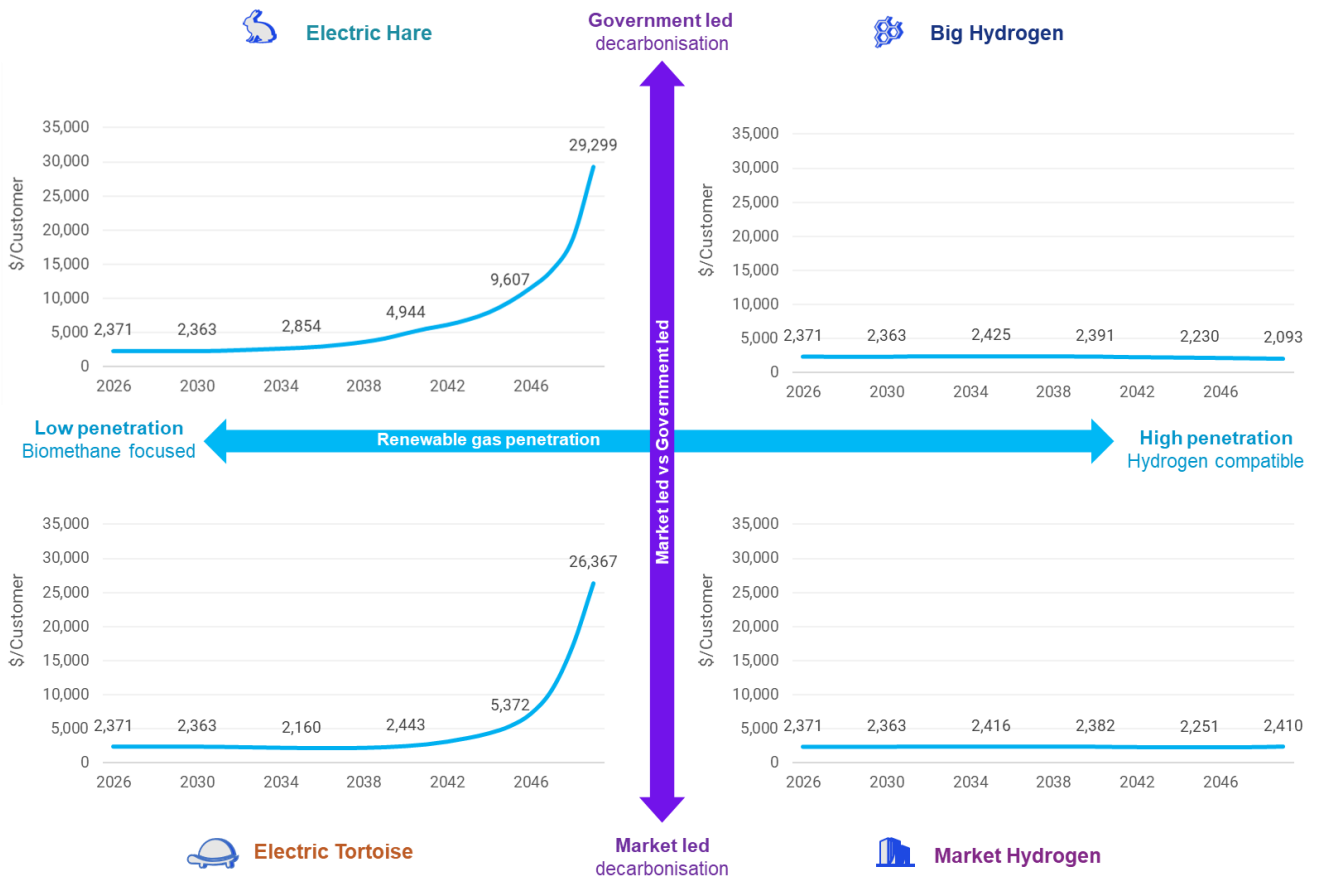 Electric Hare
Government led
decarbonisation
Big Hydrogen
$/Customer
35,000
30,000
25,000
20,000
15,000
10,000
5,000
0
2,371
2,363
2,854
4,944
9,607
29,299
2026 2030 2034 2038 2042 2046
$/Customer
35,000
30,000
25,000
20,000
15,000
10,000
5,000
0
2,371
2,363
2,425
2,391
2,230
2,093
2026 2030 2034 2038 2042 2046
Low penetration
Biomethane focused
Renewable gas penetration
Market led vs Government led
High penetration
Hydrogen compatible
$/Customer
35,000
30,000
25,000
20,000
15,000
10,000
5,000
0
2,371
2,363
2,160
2,443
5,372
26,367
2026 2030 2034 2038 2042 2046
$/Customer
35,000
30,000
25,000
20,000
15,000
10,000
5,000
0
2,371
2,363
2,416
2,382
2,251
2,410
2026 2030 2034 2038 2042 2046
Electric Tortoise
Market led
decarbonisation
Market Hydrogen